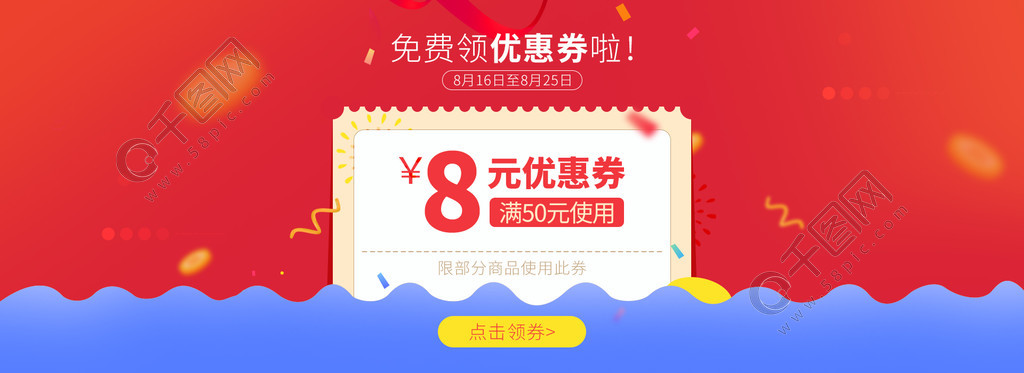 免费领优惠券啦!
8月16日至8月25日
¥8元优惠券
满50元使用
限部分商品使用此券
点击领券>
千图网
www.58pic.com
千图网
www.58pic.com